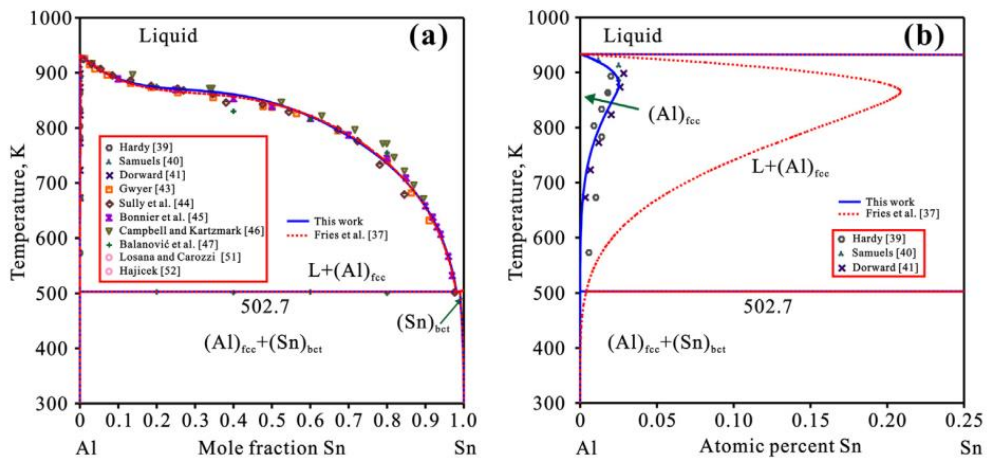 (a)
Liquid
1000
900
800
700
600
500
400
300
Temperature, K
Hardy [39]
Samuels [40]
Dorward [41]
Gwyer [43]
Sully et al. [44]
Bonnier et al. [45]
Campbell and Kartzmark [46]
Balanović et al. [47]
Losana and Carozzi [51]
Hajicek [52]
This work
Fries et al. [37]
L+(Al)fcc
502.7
(Sn)bct
(Al)fcc+(Sn)bct
0 0.1 0.2 0.3 0.4 0.5 0.6 0.7 0.8 0.9 1.0
Al Mole fraction Sn Sn
(b)
Liquid
1000
900
800
700
600
500
400
300
Temperature, K
(Al)fcc
L+(Al)fcc
This work
Fries et al. [37]
Hardy [39]
Samuels [40]
Dorward [41]
502.7
(Al)fcc+(Sn)bct
0 0.05 0.10 0.15 0.20 0.25
Al Atomic percent Sn Sn